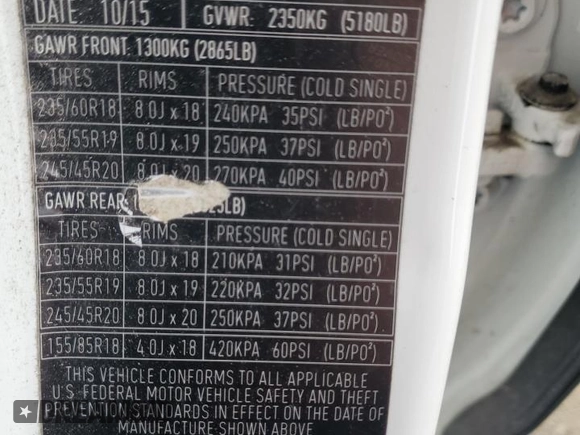 DATE 10/15 GVWR: 2350KG (5180LB)
GAWR FRONT 1300KG (2865LB)
TIRES RIMS PRESSURE (COLD SINGLE)
235/60R18 8.0J x 18 240KPA 35PSI (LB/PO²)
235/55R19 8.0J x 19 250KPA 37PSI (LB/PO²)
245/45R20 8.0J x 20 270KPA 40PSI (LB/PO²)
GAWR REAR
TIRES RIMS PRESSURE (COLD SINGLE)
235/60R18 8.0J x 18 210KPA 31PSI (LB/PO²)
235/55R19 8.0J x 19 220KPA 32PSI (LB/PO²)
245/45R20 8.0J x 20 250KPA 37PSI (LB/PO²)
155/85R18 4.0J x 18 420KPA 60PSI (LB/PO²)
THIS VEHICLE CONFORMS TO ALL APPLICABLE
U.S. FEDERAL MOTOR VEHICLE SAFETY AND THEFT
PREVENTION STANDARDS IN EFFECT ON THE DATE OF
MANUFACTURE SHOWN ABOVE